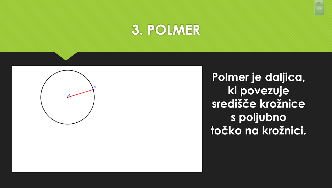 3. POLMER
Polmer je daljica,
ki povezuje
središče krožnice
s poljubno
točko na krožnici.